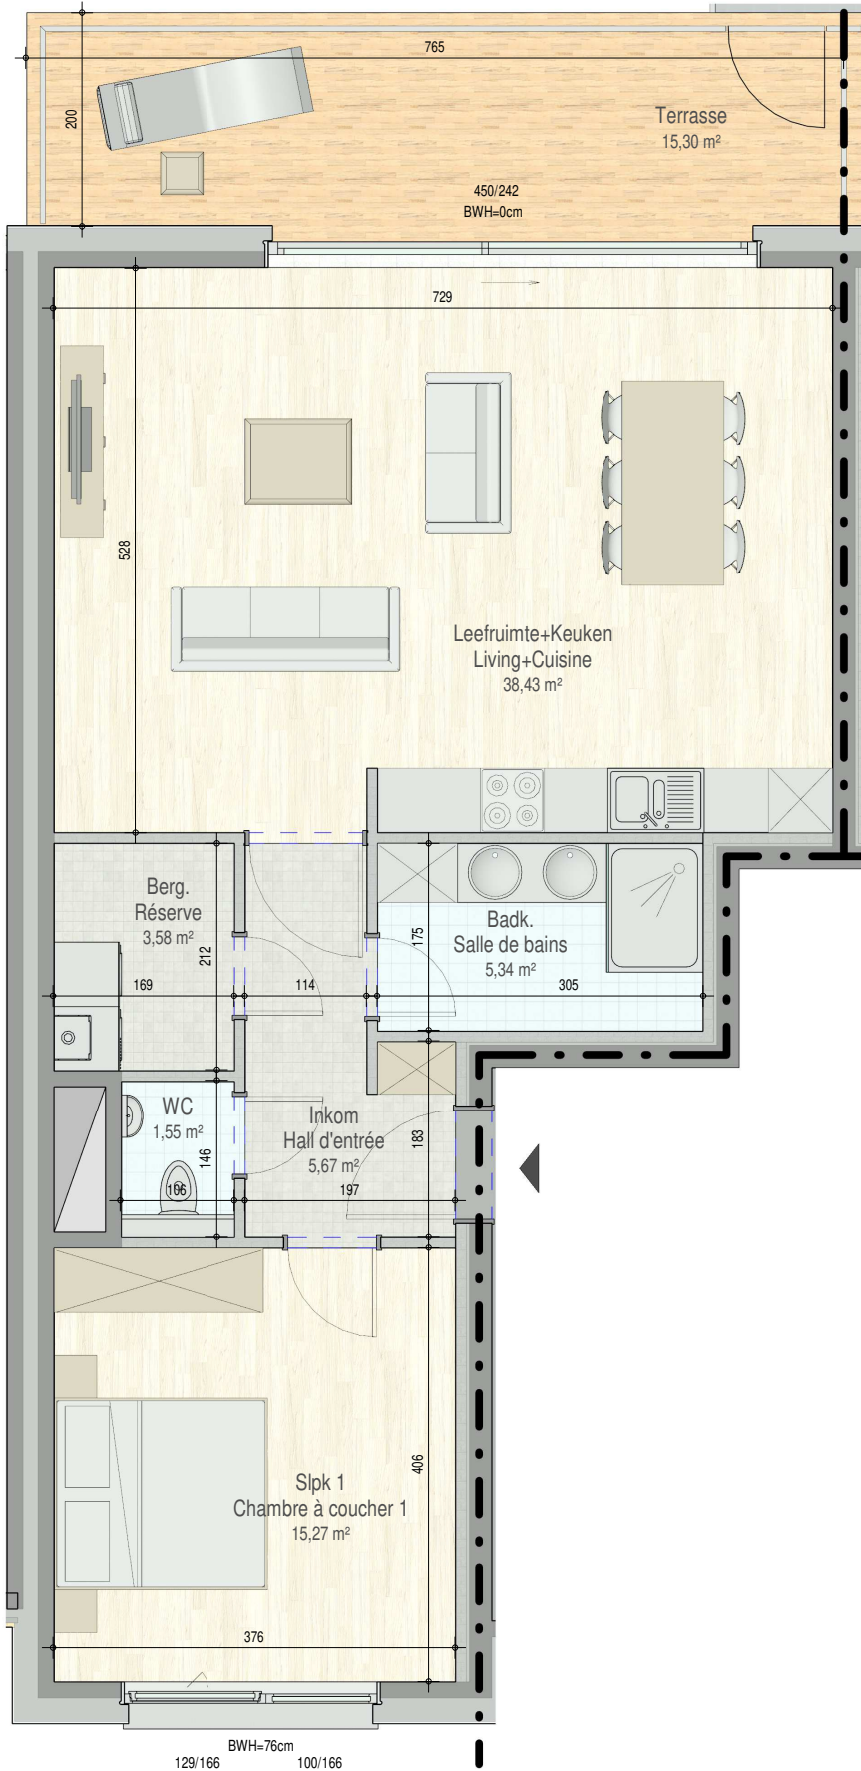 765
200
Terrasse
15,30 m²
450/242
BWH=0cm
729
528
Leefruimte+Keuken
Living+Cuisine
38,43 m²
Berg.
Réserve
3,58 m²
212
169
114
175
Badk.
Salle de bains
5,34 m²
305
WC
1,55 m²
146
106
Inkom
Hall d'entrée
5,67 m²
183
197
406
Slpk 1
Chambre à coucher 1
15,27 m²
376
BWH=76cm
129/166 100/166